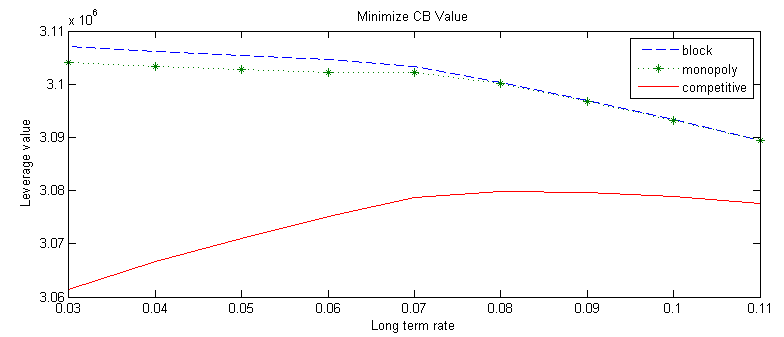 Minimize CB Value
x 10^6
3.11
3.1
3.09
3.08
3.07
3.06
Leverage value
block
monopoly
competitive
0.03 0.04 0.05 0.06 0.07 0.08 0.09 0.1 0.11
Long term rate